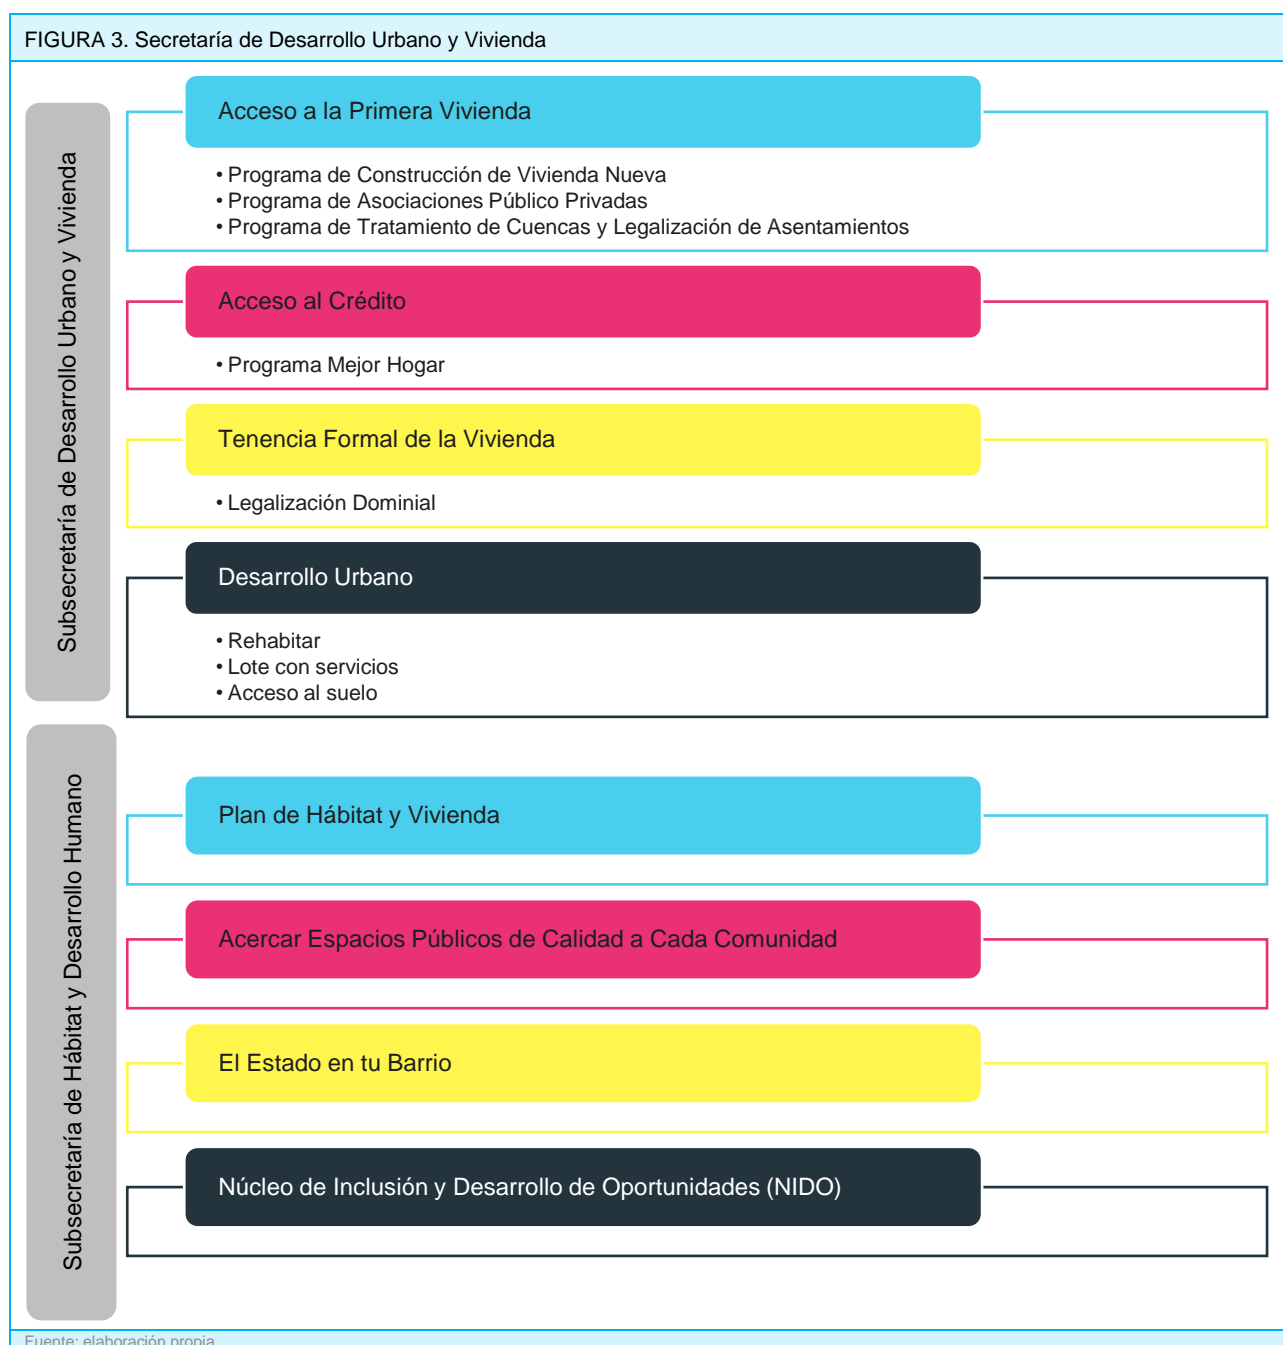 FIGURA 3. Secretaría de Desarrollo Urbano y Vivienda
Subsecretaría de Desarrollo Urbano y Vivienda
Acceso a la Primera Vivienda
• Programa de Construcción de Vivienda Nueva
• Programa de Asociaciones Público Privadas
• Programa de Tratamiento de Cuencas y Legalización de Asentamientos
Acceso al Crédito
• Programa Mejor Hogar
Tenencia Formal de la Vivienda
• Legalización Dominial
Desarrollo Urbano
• Rehabitar
• Lote con servicios
• Acceso al suelo
Subsecretaría de Hábitat y Desarrollo Humano
Plan de Hábitat y Vivienda
Acercar Espacios Públicos de Calidad a Cada Comunidad
El Estado en tu Barrio
Núcleo de Inclusión y Desarrollo de Oportunidades (NIDO)
Fuente: elaboración propia